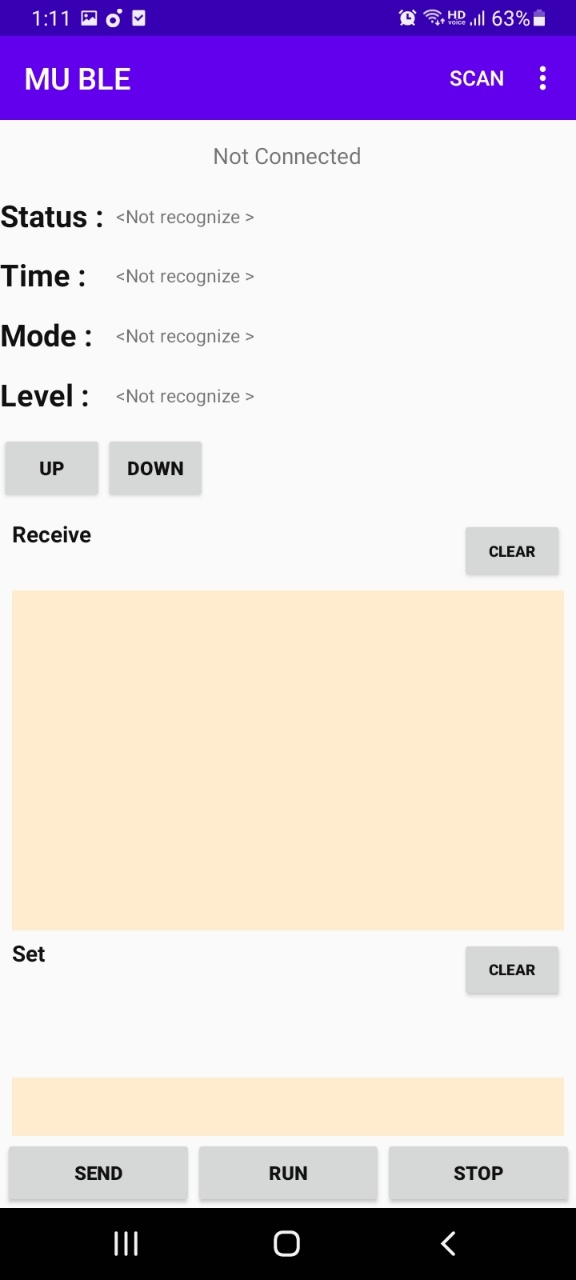 1:11 HD voice 63%
MU BLE SCAN
Not Connected
Status : <Not recognize >
Time : <Not recognize >
Mode : <Not recognize >
Level : <Not recognize >
UP DOWN
Receive
CLEAR
Set
CLEAR
SEND RUN STOP